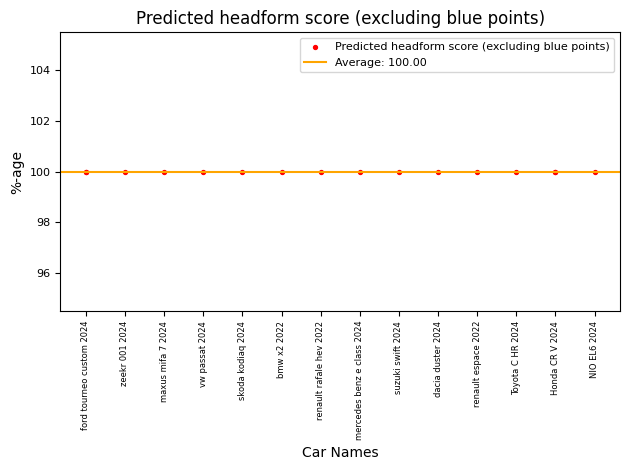 Predicted headform score (excluding blue points)
Predicted headform score (excluding blue points)
Average: 100.00
%-age
104
102
100
98
96
ford tourneo custom 2024
zeekr 001 2024
maxus mifa 7 2024
vw passat 2024
skoda kodiaq 2024
bmw x2 2022
renault rafale hev 2022
mercedes benz e class 2024
suzuki swift 2024
dacia duster 2024
renault espace 2022
Toyota C HR 2024
Honda CR V 2024
NIO EL6 2024
Car Names